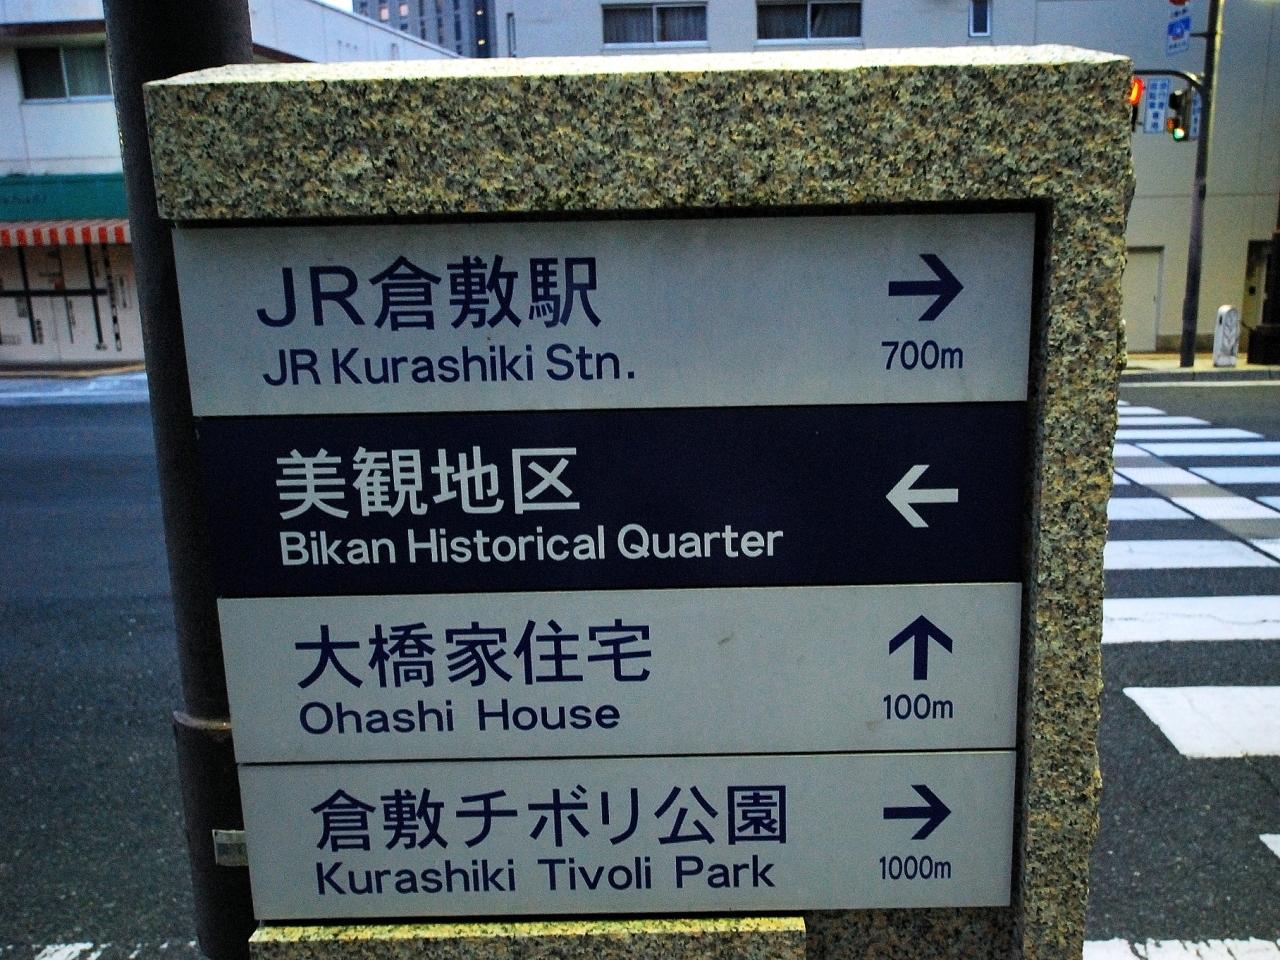 JR倉敷駅
→
JR Kurashiki Stn.
700m
美観地区
←
Bikan Historical Quarter
大橋家住宅
↑
Ohashi House
100m
倉敷チボリ公園
→
Kurashiki Tivoli Park
1000m